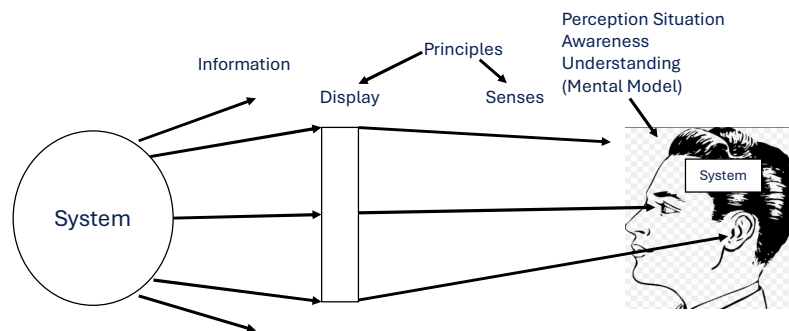 Perception Situation
Awareness
Understanding
(Mental Model)
Principles
Information
Display
Senses
System
System